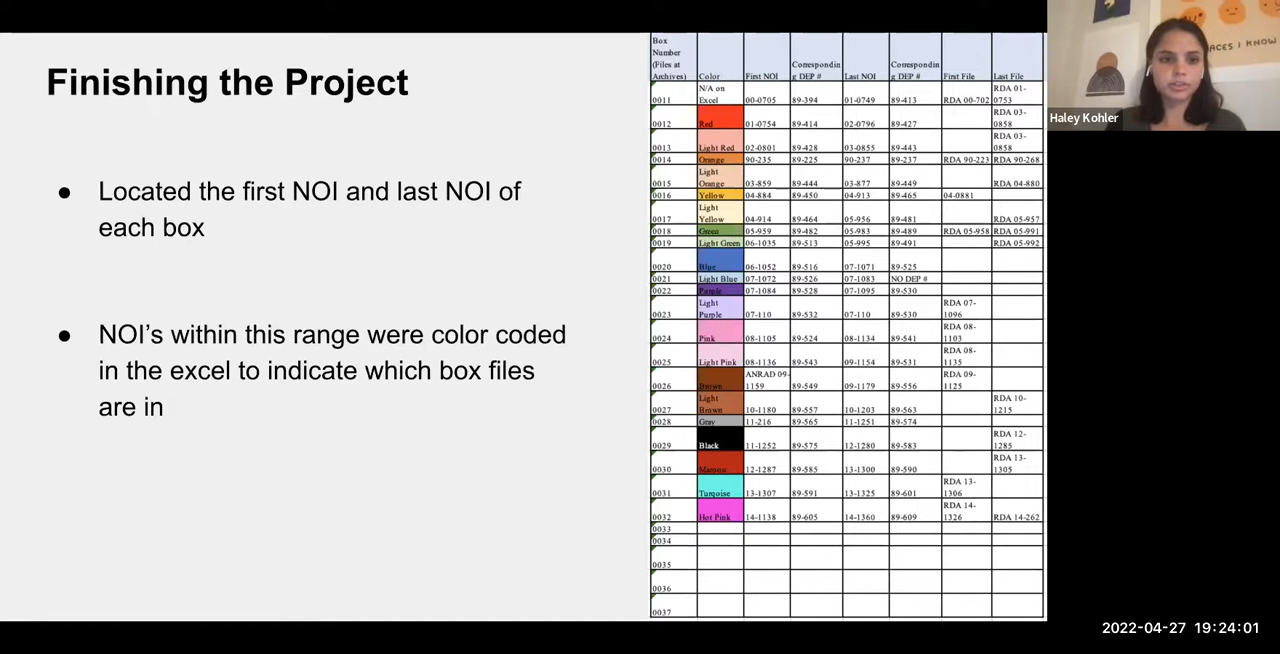 Finishing the Project
● Located the first NOI and last NOI of
each box
● NOI's within this range were color coded
in the excel to indicate which box files
are in
Box Number (Files at Archives) Color First NOI Correspondin g DEP # Last NOI Correspondin g DEP # First File Last File
0011 N/A on Excel 00-0705 89-394 01-0749 89-413 RDA 00-702 RDA 01-0753
0012 Red 01-0754 89-414 02-0796 89-427 RDA 03-0858
0013 Light Red 02-0801 89-428 03-0855 89-443 RDA 03-0858
0014 Orange 90-235 89-225 90-237 89-237 RDA 90-223 RDA 90-268
0015 Light Orange 03-859 89-444 03-877 89-449 RDA 04-880
0016 Yellow 04-884 89-450 04-913 89-465 04-0881
0017 Light Yellow 04-914 89-464 05-956 89-481 RDA 05-957
0018 Green 05-959 89-482 05-983 89-489 RDA 05-958 RDA 05-991
0019 Light Green 06-1035 89-513 05-995 89-491 RDA 05-992
0020 Blue 06-1052 89-516 07-1071 89-525
0021 Light Blue 07-1072 89-526 07-1083 NO DEP #
0022 Purple 07-1084 89-528 07-1095 89-530
0023 Light Purple 07-110 89-532 07-110 89-530 RDA 07-1096
0024 Pink 08-1105 89-524 08-1134 89-541 RDA 08-1103
0025 Light Pink 08-1136 89-543 09-1154 89-531 RDA 08-1135
0026 Brown ANRAD 09-1159 89-549 09-1179 89-556 RDA 09-1125
0027 Light Brown 10-1180 89-557 10-1203 89-563 RDA 10-1215
0028 Gray 11-216 89-565 11-1251 89-574
0029 Black 11-1252 89-575 12-1280 89-583 RDA 12-1285
0030 Maroon 12-1287 89-585 13-1300 89-590 RDA 13-1305
0031 Turqoise 13-1307 89-591 13-1325 89-601 RDA 13-1306
0032 Hot Pink 14-1138 89-605 14-1360 89-609 RDA 14-1326 RDA 14-262
0033
0034
0035
0036
0037
ACES I KNOW
Haley Kohler
2022-04-27 19:24:01